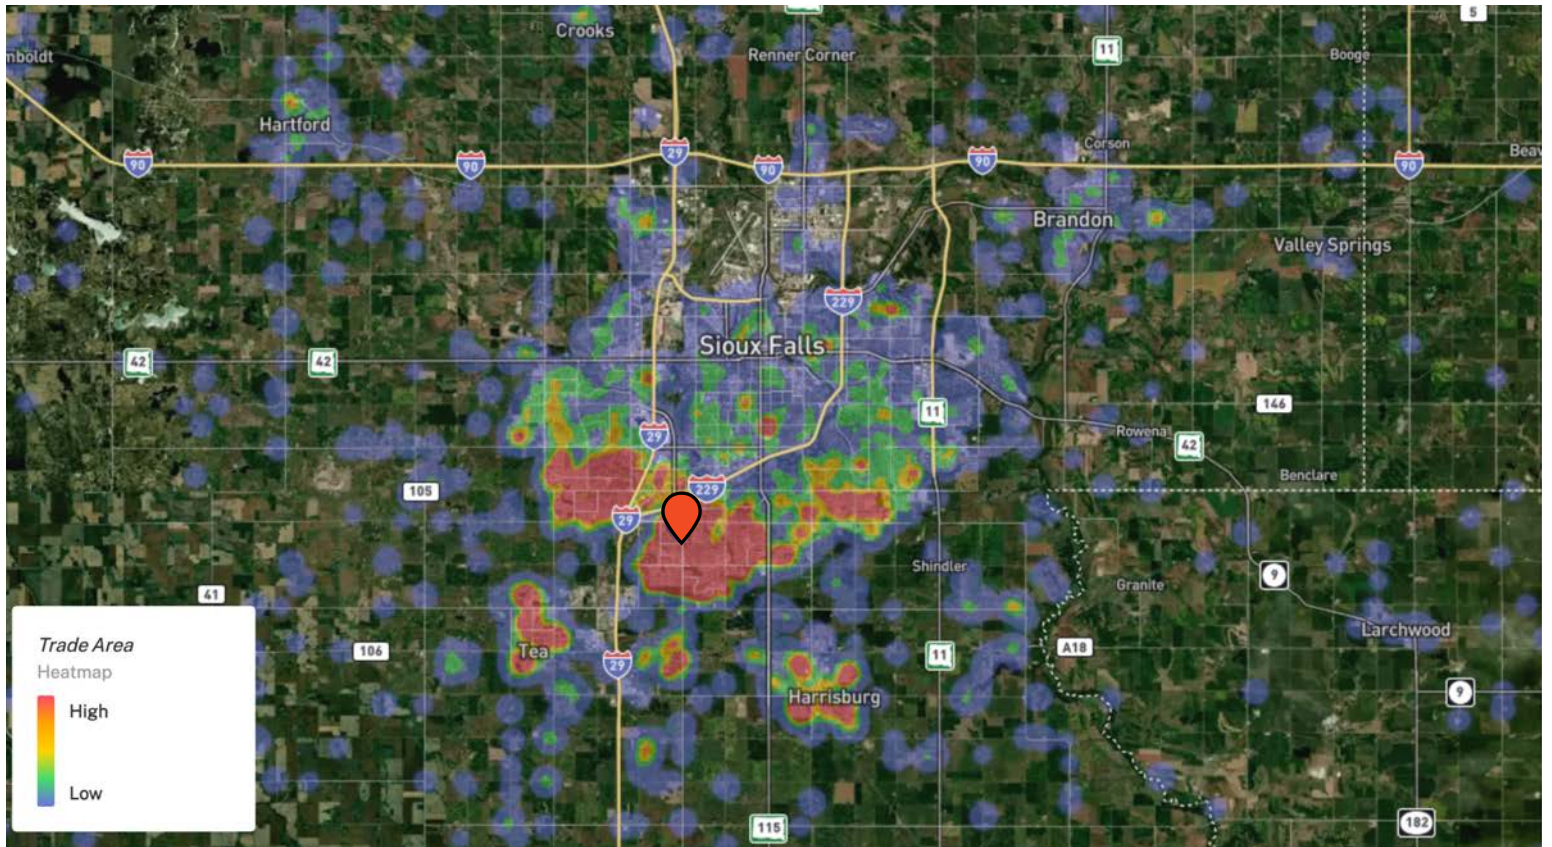 Crooks
Renner Corner
11
5
Booge
mboldt
Hartford
29
Corson
90
90
90
90
90
Beav
Brandon
Valley Springs
229
Sioux Falls
42
42
11
146
29
Rowena
42
Benclare
105
229
29
Shindler
9
Granite
41
Larchwood
106
Tea
29
11
A18
Harrisburg
9
115
182
Trade Area
Heatmap
High
Low